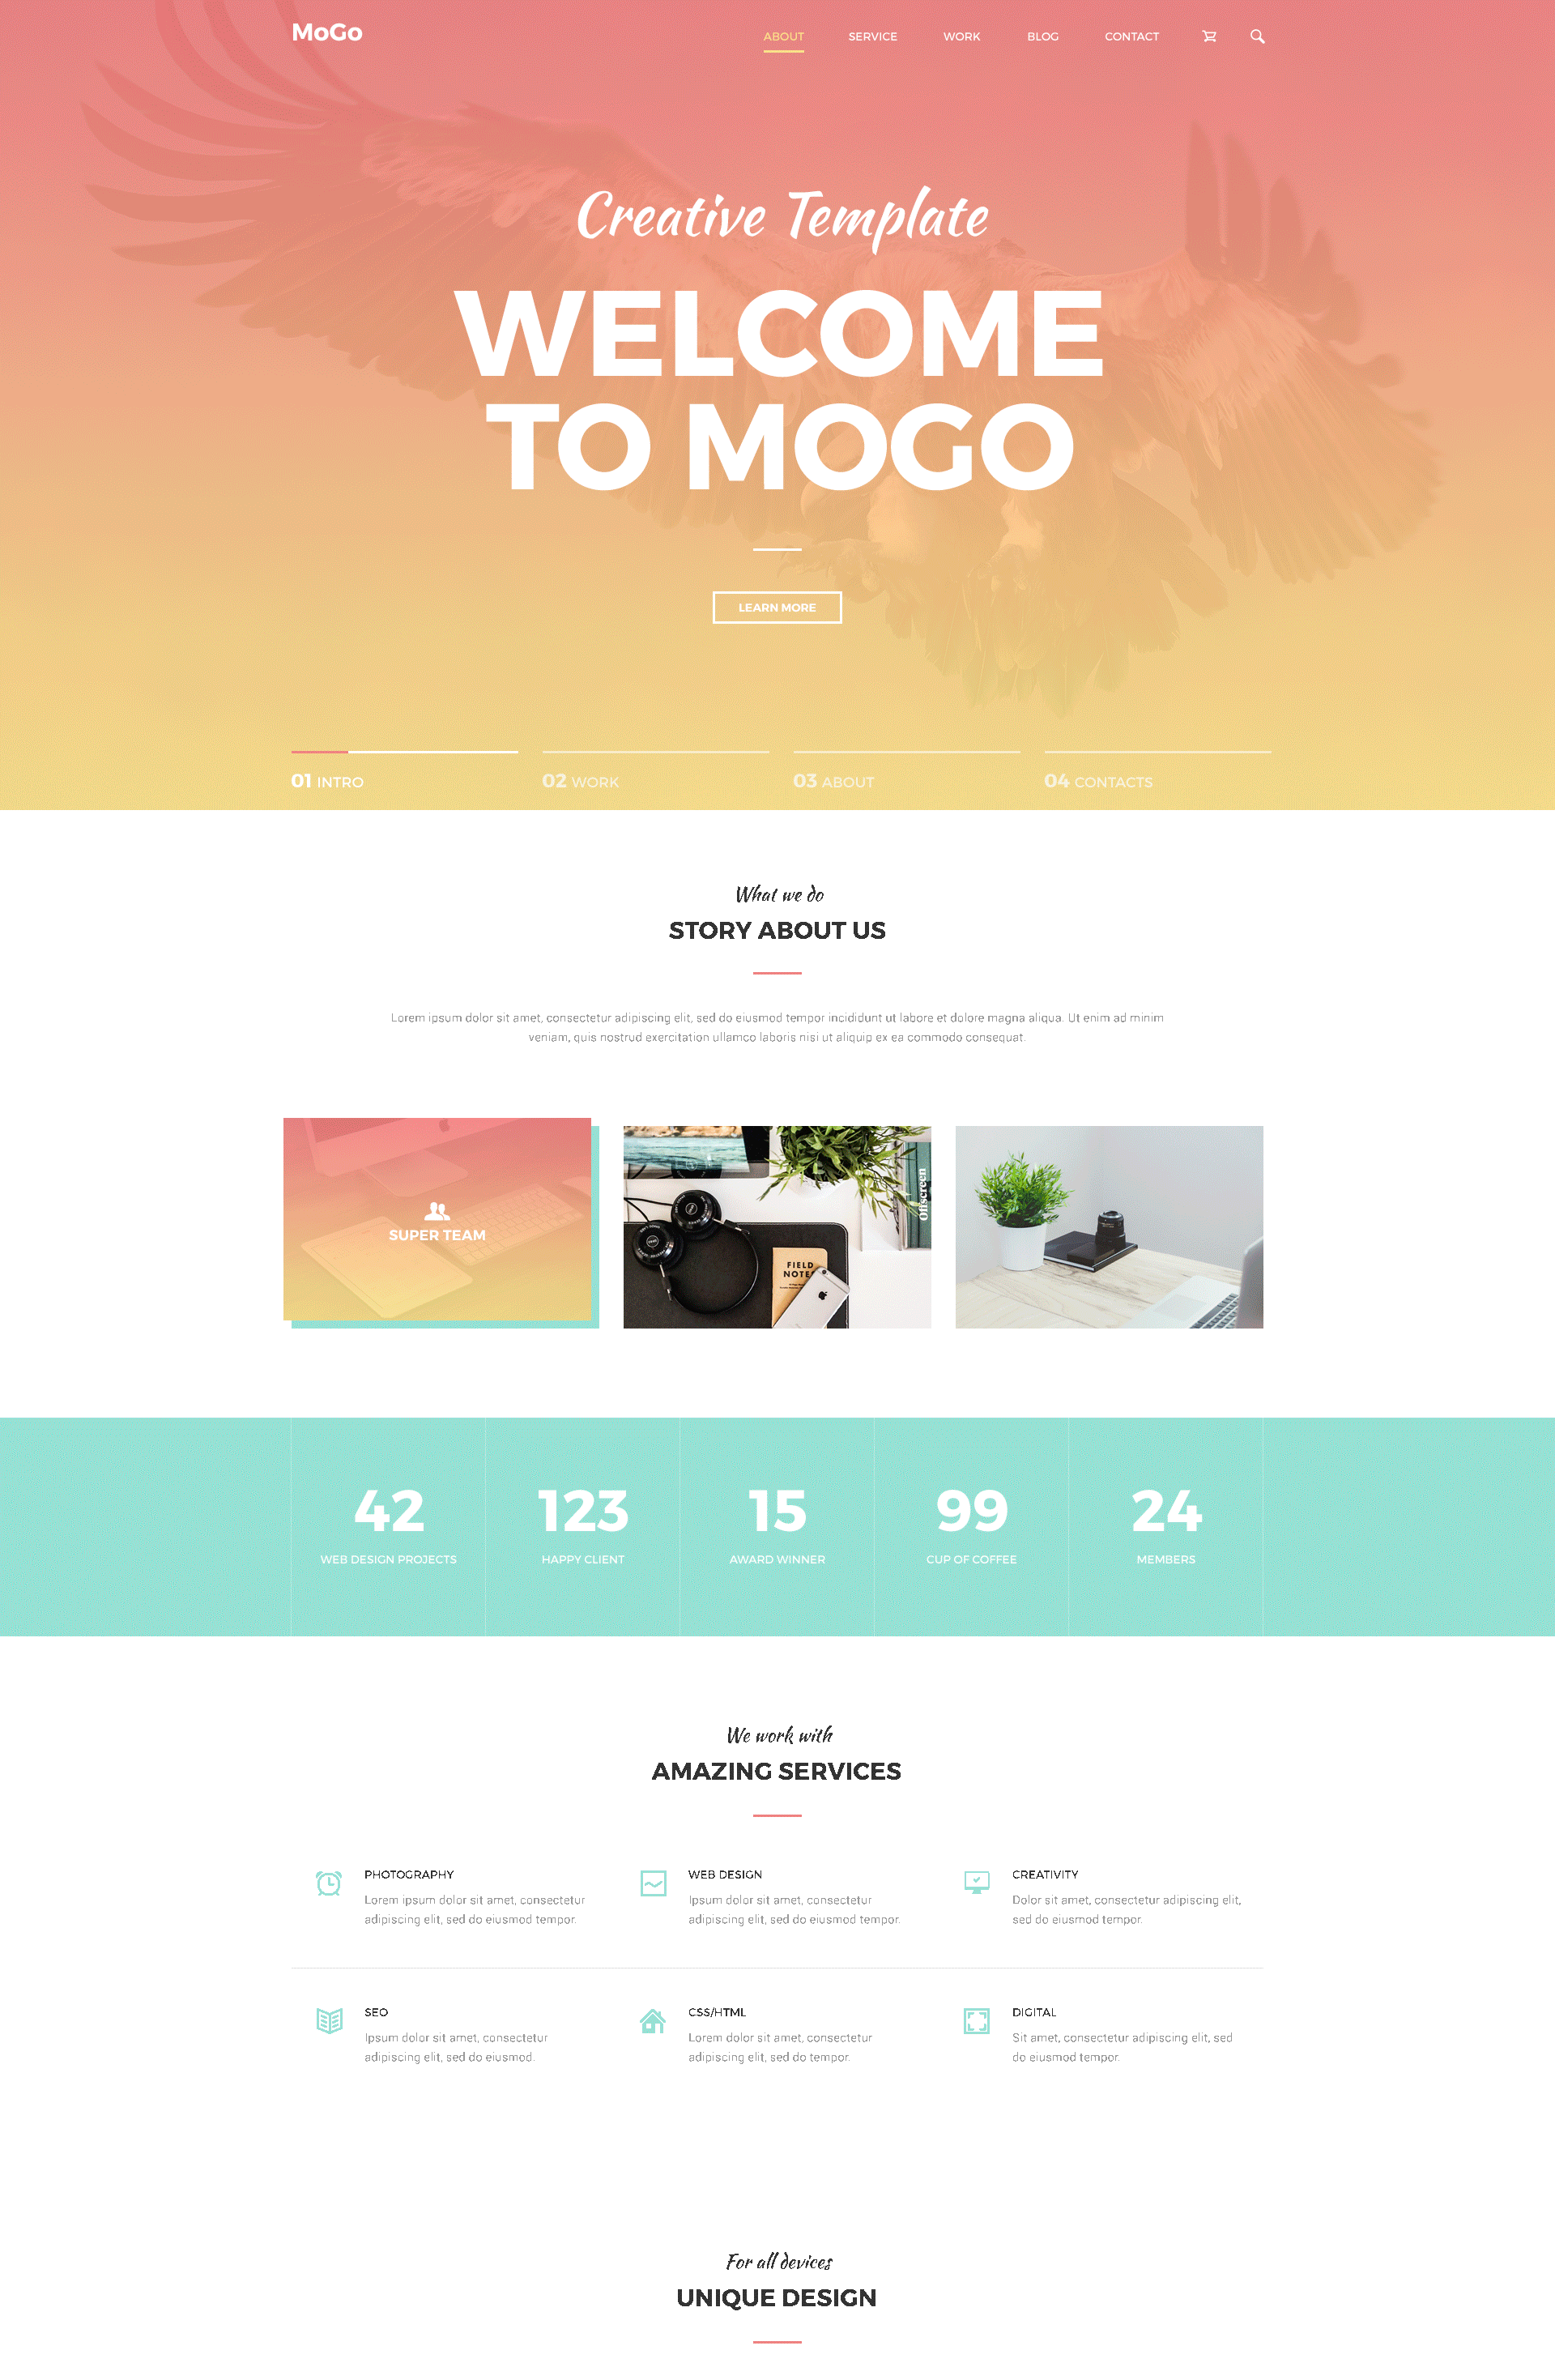 MoGo
ABOUT SERVICE WORK BLOG CONTACT
Creative Template
WELCOME
TO MOGO
LEARN MORE
01 INTRO
02 WORK
03 ABOUT
04 CONTACTS
What we do
STORY ABOUT US
Lorem ipsum dolor sit amet, consectetur adipiscing elit, sed do eiusmod tempor incididunt ut labore et dolore magna aliqua. Ut enim ad minim
veniam, quis nostrud exercitation ullamco laboris nisi ut aliquip ex ea commodo consequat.
SUPER TEAM
Offscreen
FIELD
NOTES
42
WEB DESIGN PROJECTS
123
HAPPY CLIENT
15
AWARD WINNER
99
CUP OF COFFEE
24
MEMBERS
We work with
AMAZING SERVICES
PHOTOGRAPHY
Lorem ipsum dolor sit amet, consectetur
adipiscing elit, sed do eiusmod tempor.
WEB DESIGN
Ipsum dolor sit amet, consectetur
adipiscing elit, sed do eiusmod tempor.
CREATIVITY
Dolor sit amet, consectetur adipiscing elit,
sed do eiusmod tempor.
SEO
Ipsum dolor sit amet, consectetur
adipiscing elit, sed do eiusmod.
CSS/HTML
Lorem dolor sit amet, consectetur
adipiscing elit, sed do tempor.
DIGITAL
Sit amet, consectetur adipiscing elit, sed
do eiusmod tempor.
For all devices
UNIQUE DESIGN